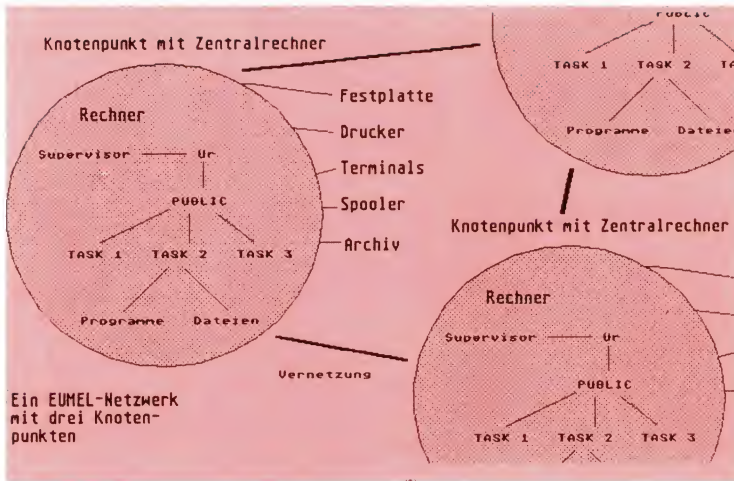 Knotenpunkt mit Zentralrechner
Rechner
Supervisor Ur
PUBLIC
TASK 1 TASK 2 TASK 3
Programme Dateien
Festplatte
Drucker
Terminals
Spooler
Archiv
PUBLIC
TASK 1 TASK 2
Programme Dateien
Knotenpunkt mit Zentralrechner
Rechner
Supervisor Ur
PUBLIC
TASK 1 TASK 2 TASK 3
Vernetzung
Ein EUMEL-Netzwerk
mit drei Knoten-
punkten